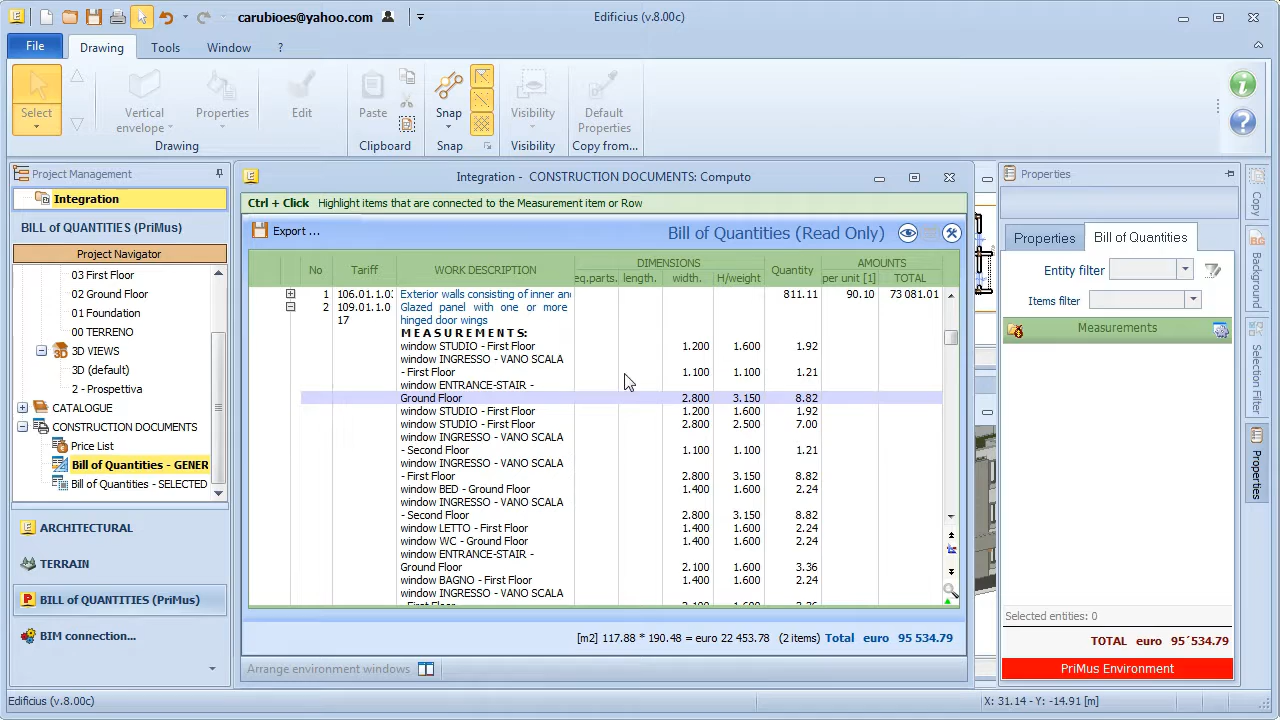 carubioes@yahoo.com
Edificius (v.8.00c)
File
Drawing
Tools
Window
?
Select
Vertical
envelope
Properties
Edit
Paste
Snap
Visibility
Default
Properties
Drawing
Clipboard
Snap
Visibility
Copy from...
Project Management
Integration
BILL of QUANTITIES (PriMus)
Project Navigator
03 First Floor
02 Ground Floor
01 Foundation
00 TERRENO
3D VIEWS
3D (default)
2 - Prospettiva
CATALOGUE
CONSTRUCTION DOCUMENTS
Price List
Bill of Quantities - GENER
Bill of Quantities - SELECTED
ARCHITECTURAL
TERRAIN
BILL of QUANTITIES (PriMus)
BIM connection...
Integration - CONSTRUCTION DOCUMENTS: Computo
Ctrl + Click Highlight items that are connected to the Measurement item or Row
Export ...
Bill of Quantities (Read Only)
No Tariff WORK DESCRIPTION DIMENSIONS Quantity AMOUNTS
eq.parts. length. width. H/weight per unit [1] TOTAL
1 106.01.1.01 Exterior walls consisting of inner and 811.11 90.10 73 081.01
2 109.01.1.0 Glazed panel with one or more
17 hinged door wings
M E A S U R E M E N T S:
window STUDIO - First Floor 1.200 1.600 1.92
window INGRESSO - VANO SCALA
- First Floor 1.100 1.100 1.21
window ENTRANCE-STAIR -
Ground Floor 2.800 3.150 8.82
window STUDIO - First Floor 1.200 1.600 1.92
window STUDIO - First Floor 2.800 2.500 7.00
window INGRESSO - VANO SCALA
- Second Floor 1.100 1.100 1.21
window INGRESSO - VANO SCALA
- First Floor 2.800 3.150 8.82
window BED - Ground Floor 1.400 1.600 2.24
window INGRESSO - VANO SCALA
- Second Floor 2.800 3.150 8.82
window LETTO - First Floor 1.400 1.600 2.24
window WC - Ground Floor 1.400 1.600 2.24
window ENTRANCE-STAIR -
Ground Floor 2.100 1.600 3.36
window BAGNO - First Floor 1.400 1.600 2.24
window INGRESSO - VANO SCALA
[m2] 117.88 * 190.48 = euro 22 453.78 (2 items) Total euro 95 534.79
Arrange environment windows
Properties
Properties
Bill of Quantities
Entity filter
Items filter
Measurements
Selected entities: 0
TOTAL euro 95´534.79
PriMus Environment
Copy
Background
Selection Filter
Properties
Edificius (v.8.00c)
X: 31.14 - Y: -14.91 [m]